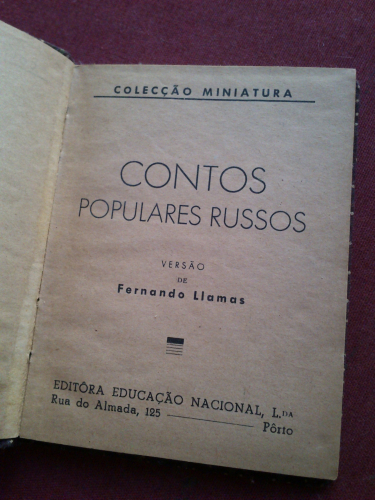 COLECÇÃO MINIATURA
CONTOS
POPULARES RUSSOS
VERSÃO
DE
Fernando Llamas
EDITÔRA EDUCAÇÃO NACIONAL, L.DA
Rua do Almada, 125 ——— Pôrto